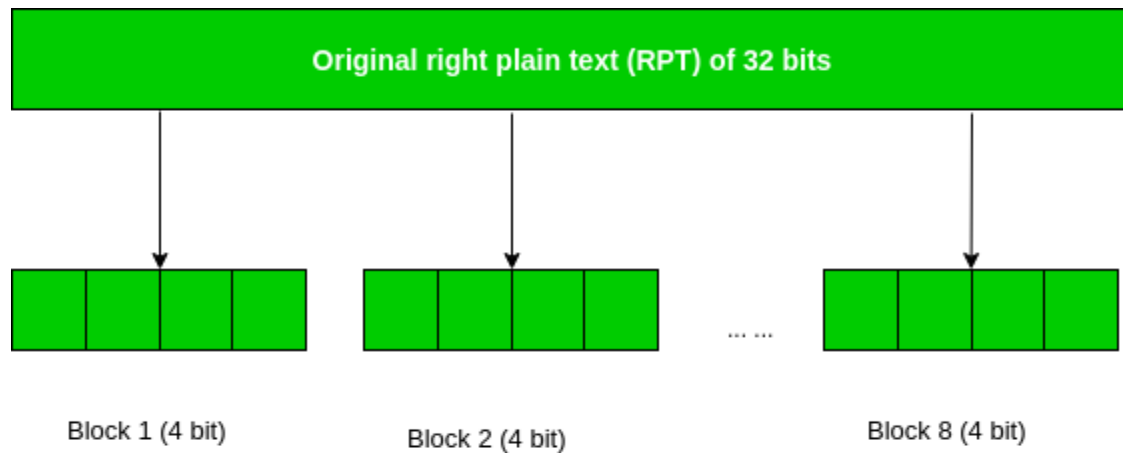 Original right plain text (RPT) of 32 bits
... ...
Block 1 (4 bit)
Block 2 (4 bit)
Block 8 (4 bit)